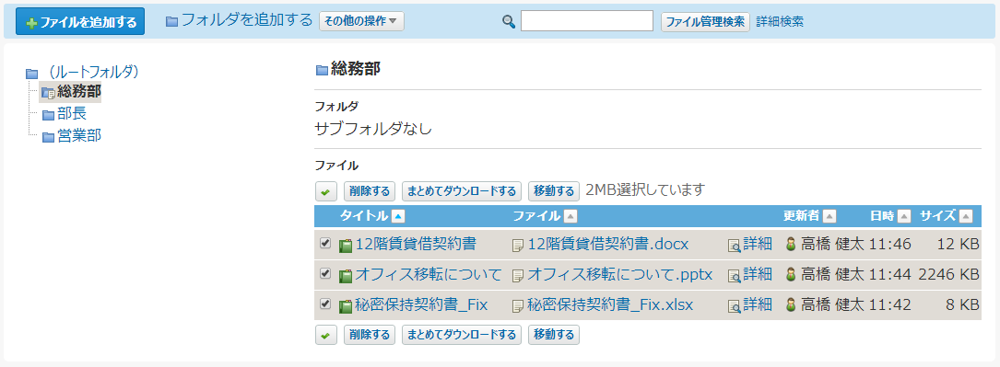 ファイルを追加する フォルダを追加する その他の操作 ファイル管理検索 詳細検索
（ルートフォルダ）
総務部
部長
営業部
総務部
フォルダ
サブフォルダなし
ファイル
削除する まとめてダウンロードする 移動する 2MB選択しています
タイトル ファイル 更新者 日時 サイズ
12階賃貸借契約書 12階賃貸借契約書.docx 詳細 高橋 健太 11:46 12 KB
オフィス移転について オフィス移転について.pptx 詳細 高橋 健太 11:44 2246 KB
秘密保持契約書_Fix 秘密保持契約書_Fix.xlsx 詳細 高橋 健太 11:42 8 KB
削除する まとめてダウンロードする 移動する